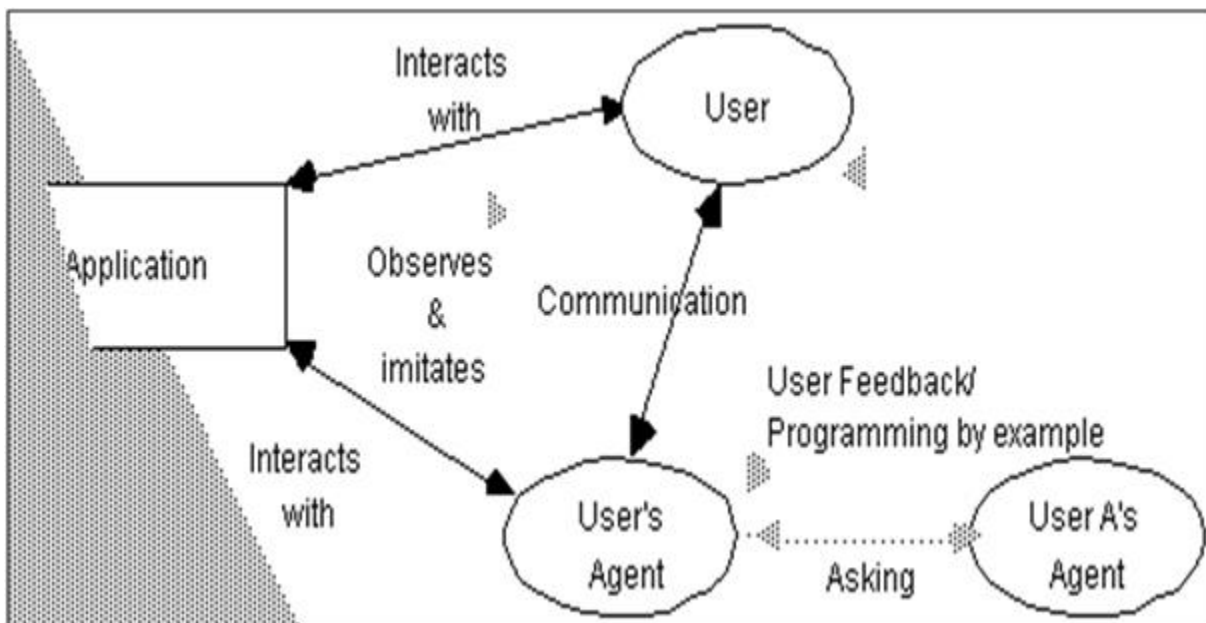 Interacts
with
User
Application
Observes
&
imitates
Communication
User Feedback/
Programming by example
Interacts
with
User's
Agent
Asking
User A's
Agent